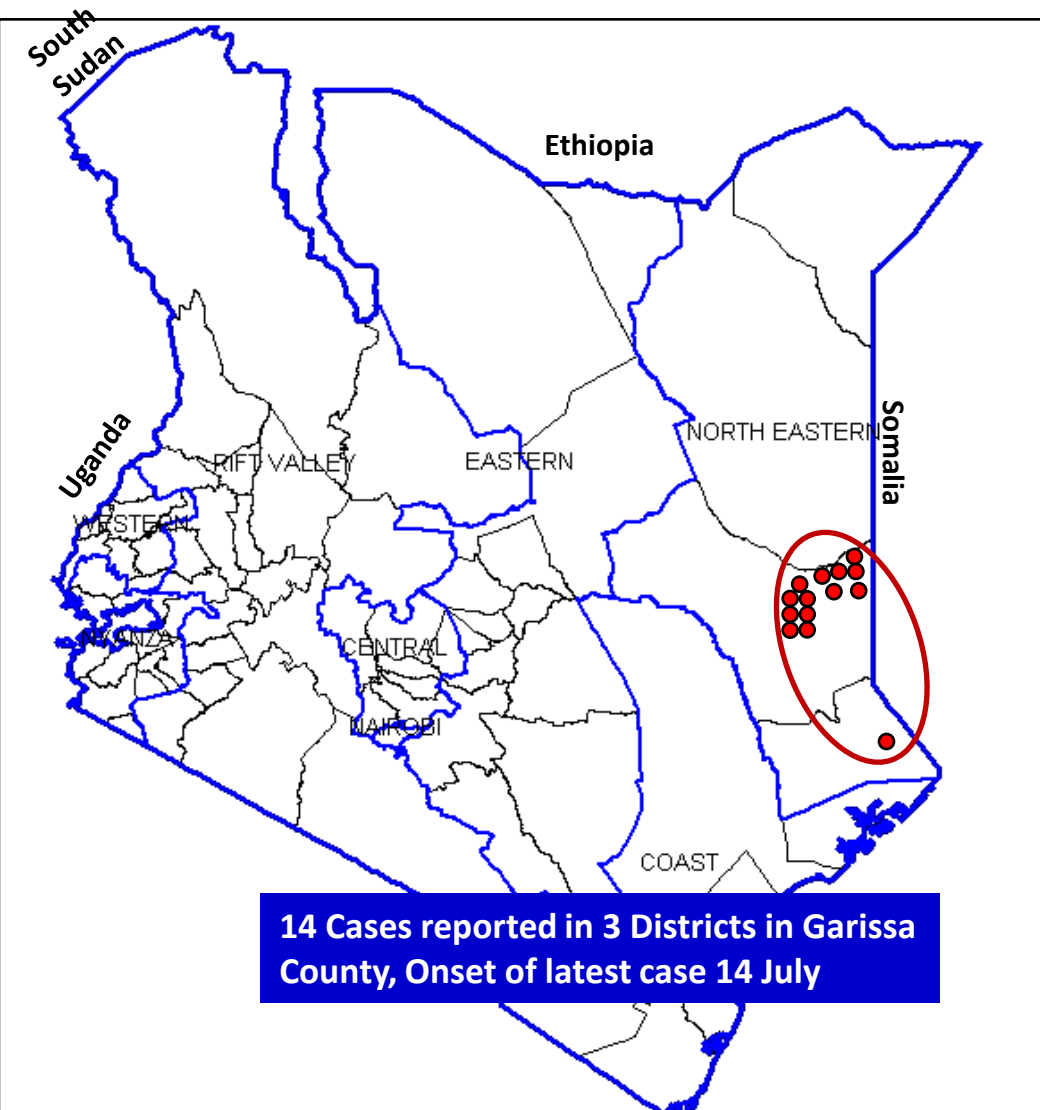 South
Sudan
Ethiopia
Uganda
Somalia
NORTH EASTERN
RIFT VALLEY
EASTERN
WESTERN
NYANZA
CENTRAL
NAIROBI
COAST
14 Cases reported in 3 Districts in Garissa
County, Onset of latest case 14 July